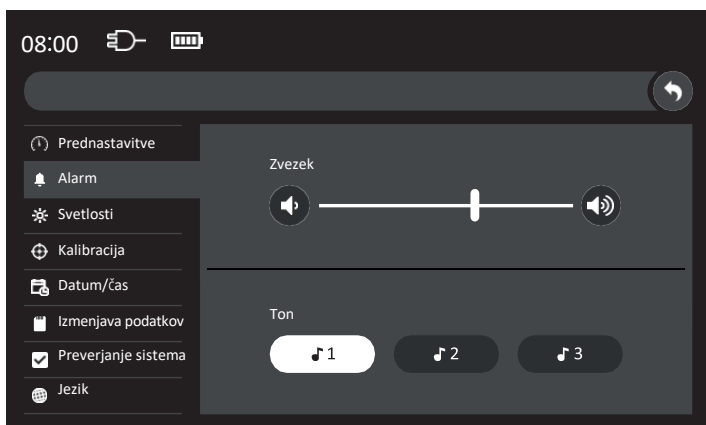 08:00
Prednastavitve
Alarm
Svetlosti
Kalibracija
Datum/čas
Izmenjava podatkov
Preverjanje sistema
Jezik
Zvezek
Ton
1
2
3